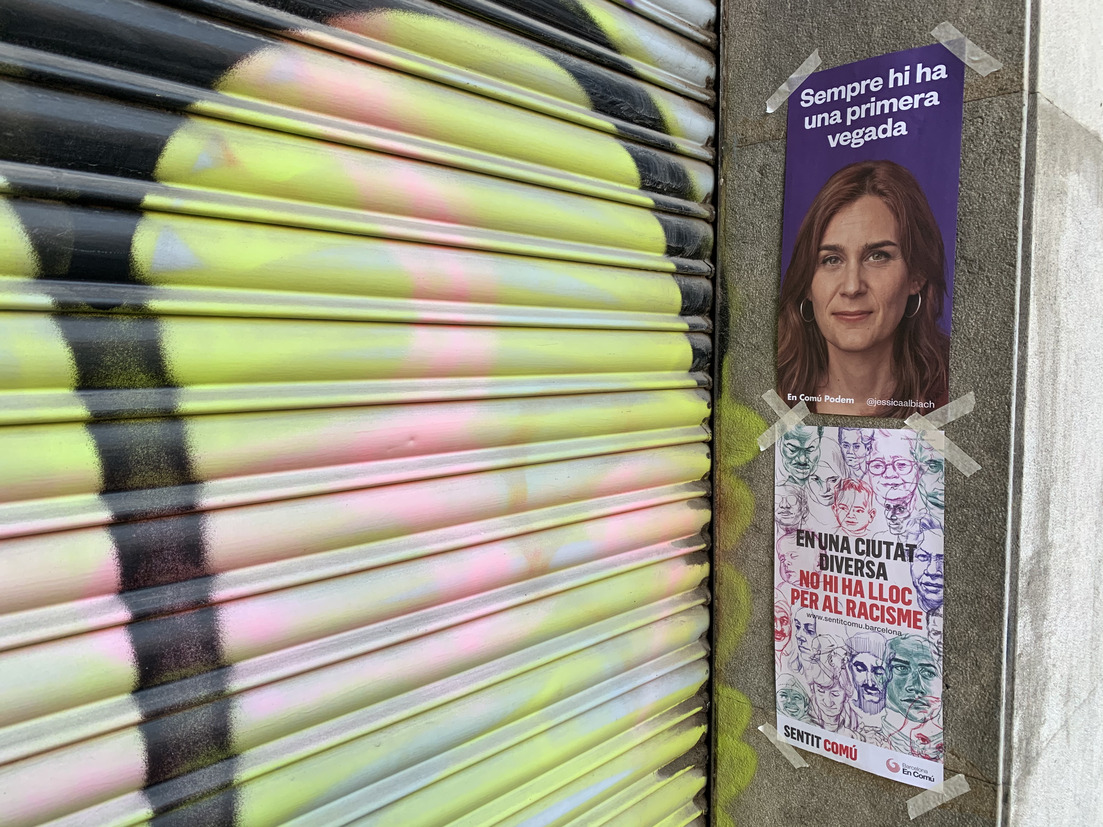 Sempre hi ha
una primera
vegada
En Comú Podem @jessicaalbiach
EN UNA CIUTAT
DIVERSA
NO HI HA LLOC
PER AL RACISME
www.sentitcomu.barcelona
SENTIT COMÚ
Barcelona
En Comú